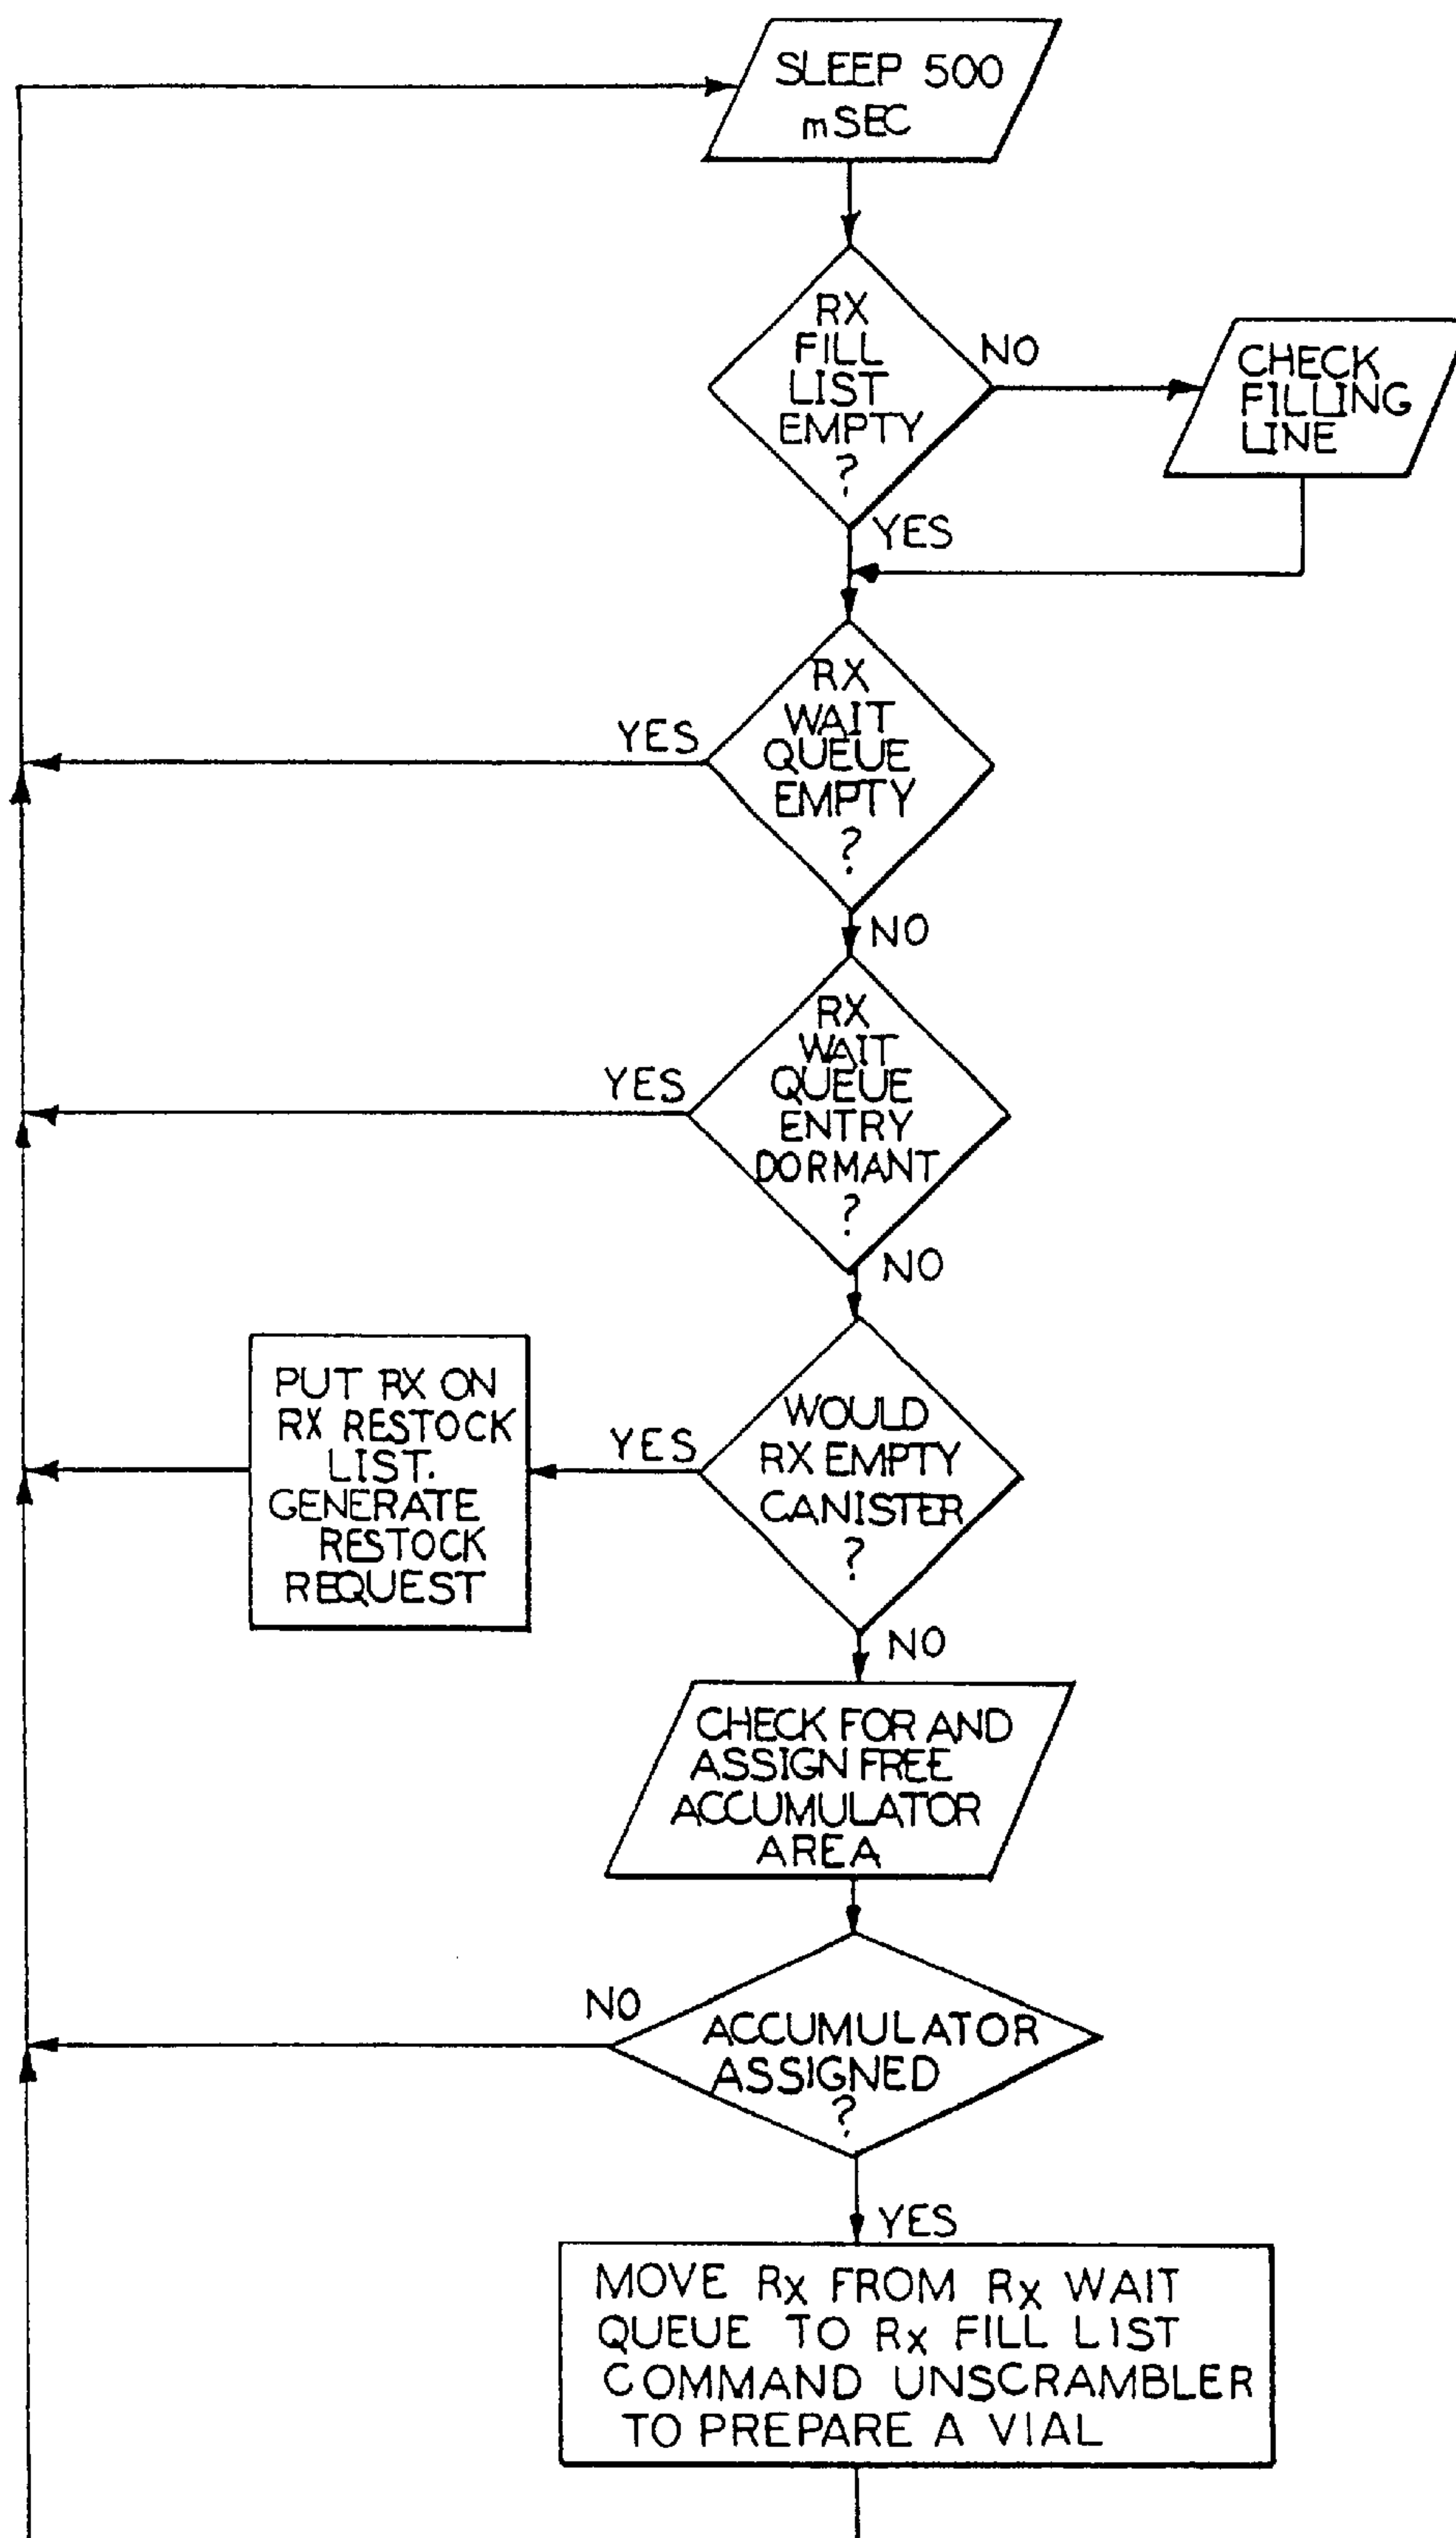 SLEEP 500
mSEC
RX
FILL
LIST
EMPTY
?
NO
CHECK
FILLING
LINE
YES
RX
WAIT
QUEUE
EMPTY
?
YES
NO
RX
WAIT
QUEUE
ENTRY
DORMANT
?
YES
NO
WOULD
RX EMPTY
CANISTER
?
YES
PUT RX ON
RX RESTOCK
LIST.
GENERATE
RESTOCK
REQUEST
NO
CHECK FOR AND
ASSIGN FREE
ACCUMULATOR
AREA
ACCUMULATOR
ASSIGNED
?
NO
YES
MOVE Rx FROM Rx WAIT
QUEUE TO Rx FILL LIST
COMMAND UNSCRAMBLER
TO PREPARE A VIAL